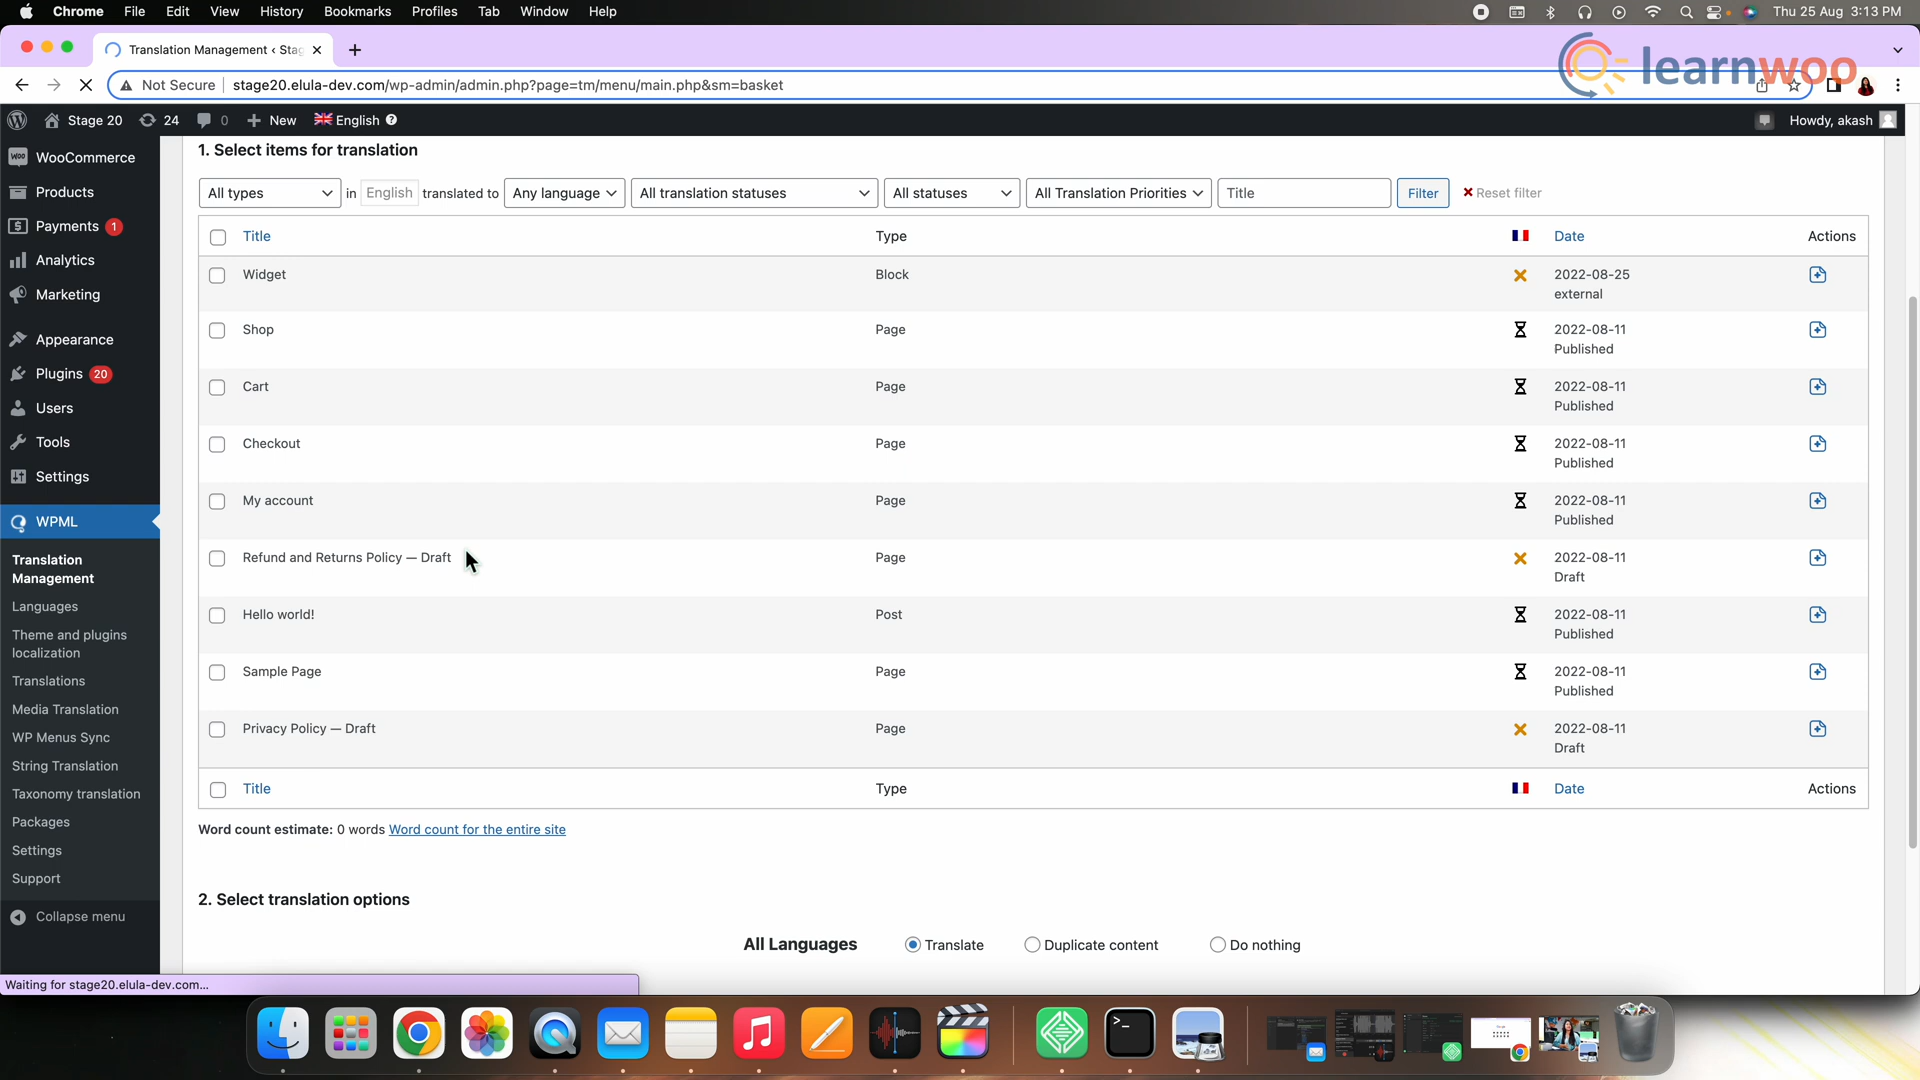 Chrome File Edit View History Bookmarks Profiles Tab Window Help Thu 25 Aug 3:13 PM
Translation Management ‹ Stag
learnwoo
Not Secure stage20.elula-dev.com/wp-admin/admin.php?page=tm/menu/main.php&sm=basket
Stage 20 24 0 New English Howdy, akash
WooCommerce
Products
Payments 1
Analytics
Marketing
Appearance
Plugins 20
Users
Tools
Settings
WPML
Translation
Management
Languages
Theme and plugins
localization
Translations
Media Translation
WP Menus Sync
String Translation
Taxonomy translation
Packages
Settings
Support
Collapse menu
1. Select items for translation
All types in English translated to Any language All translation statuses All statuses All Translation Priorities Title Filter Reset filter
Title Type Date Actions
Widget Block 2022-08-25
external
Shop Page 2022-08-11
Published
Cart Page 2022-08-11
Published
Checkout Page 2022-08-11
Published
My account Page 2022-08-11
Published
Refund and Returns Policy — Draft Page 2022-08-11
Draft
Hello world! Post 2022-08-11
Published
Sample Page Page 2022-08-11
Published
Privacy Policy — Draft Page 2022-08-11
Draft
Title Type Date Actions
Word count estimate: 0 words Word count for the entire site
2. Select translation options
All Languages Translate Duplicate content Do nothing
Waiting for stage20.elula-dev.com...